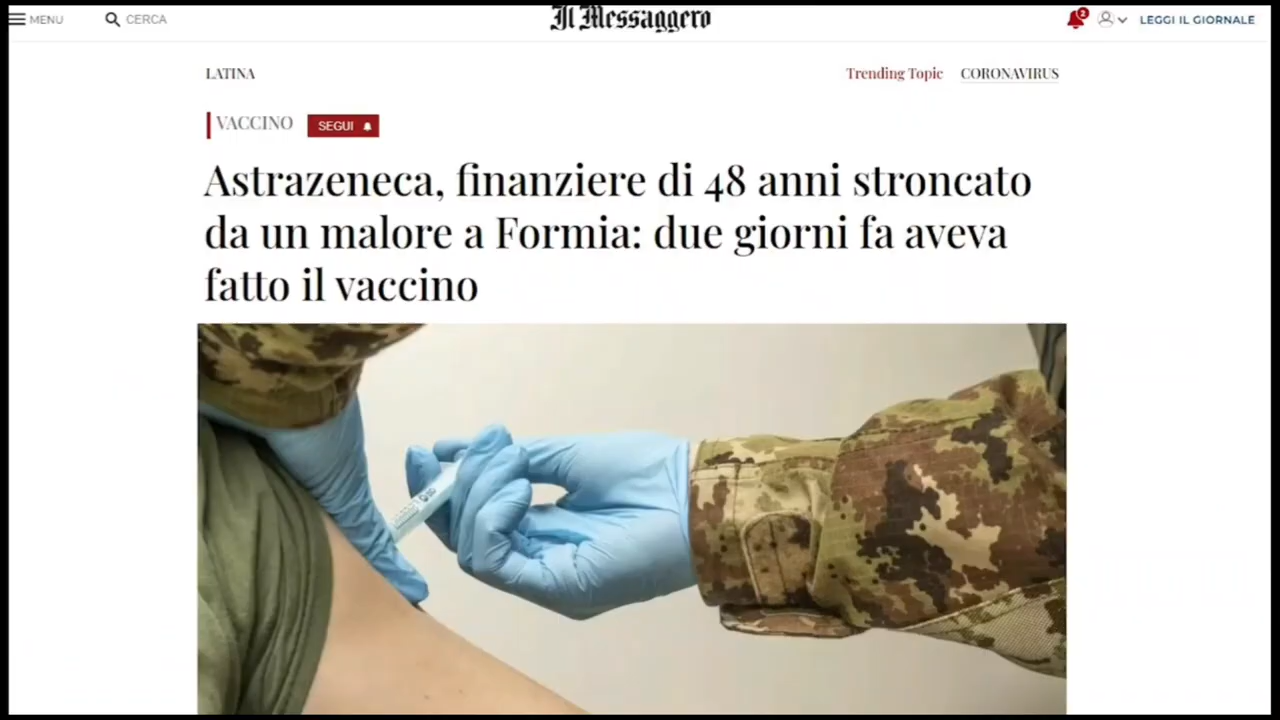 MENU
CERCA
Il Messaggero
2
LEGGI IL GIORNALE
LATINA
Trending Topic
CORONAVIRUS
VACCINO
SEGUI
Astrazeneca, finanziere di 48 anni stroncato
da un malore a Formia: due giorni fa aveva
fatto il vaccino